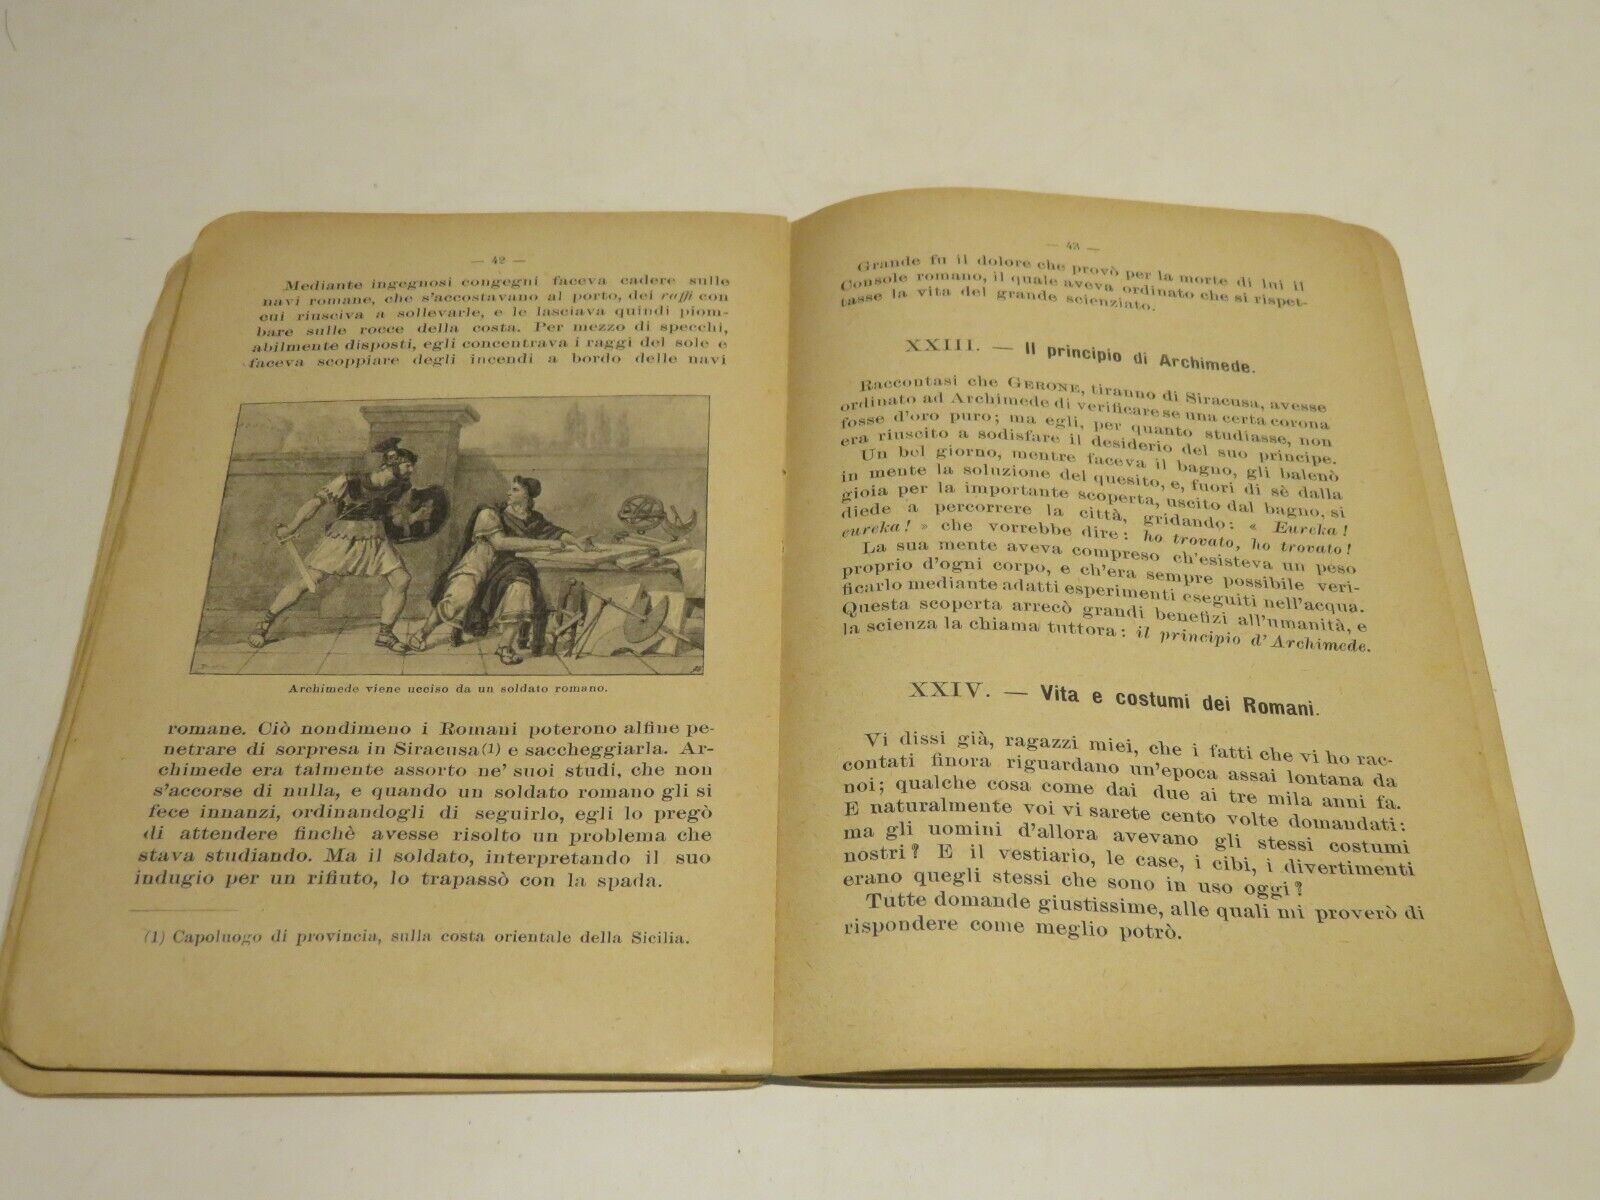 — 42 —
Mediante ingegnosi congegni faceva cadere sulle
navi romane, che s'accostavano al porto, dei raffi con
cui riusciva a sollevarle, e le lasciava quindi piom-
bare sulle rocce della costa. Per mezzo di specchi,
abilmente disposti, egli concentrava i raggi del sole e
faceva scoppiare degli incendi a bordo delle navi
Archimede viene ucciso da un soldato romano.
romane. Ciò nondimeno i Romani poterono alfine pe-
netrare di sorpresa in Siracusa(1) e saccheggiarla. Ar-
chimede era talmente assorto ne' suoi studi, che non
s'accorse di nulla, e quando un soldato romano gli si
fece innanzi, ordinandogli di seguirlo, egli lo pregò
di attendere finchè avesse risolto un problema che
stava studiando. Ma il soldato, interpretando il suo
indugio per un rifiuto, lo trapassò con la spada.
(1) Capoluogo di provincia, sulla costa orientale della Sicilia.
— 43 —
Grande fu il dolore che provò per la morte di lui il
Console romano, il quale aveva ordinato che si rispet-
tasse la vita del grande scienziato.
XXIII. — Il principio di Archimede.
Raccontasi che GERONE, tiranno di Siracusa, avesse
ordinato ad Archimede di verificare se una certa corona
fosse d'oro puro; ma egli, per quanto studiasse, non
era riuscito a sodisfare il desiderio del suo principe.
Un bel giorno, mentre faceva il bagno, gli balenò
in mente la soluzione del quesito, e, fuori di sè dalla
gioia per la importante scoperta, uscito dal bagno, si
diede a percorrere la città, gridando: « Eureka!
eureka! » che vorrebbe dire: ho trovato, ho trovato!
La sua mente aveva compreso ch'esisteva un peso
proprio d'ogni corpo, e ch'era sempre possibile veri-
ficarlo mediante adatti esperimenti eseguiti nell'acqua.
Questa scoperta arrecò grandi benefizi all'umanità, e
la scienza la chiama tuttora: il principio d'Archimede.
XXIV. — Vita e costumi dei Romani.
Vi dissi già, ragazzi miei, che i fatti che vi ho rac-
contati finora riguardano un'epoca assai lontana da
noi; qualche cosa come dai due ai tre mila anni fa.
E naturalmente voi vi sarete cento volte domandati:
ma gli uomini d'allora avevano gli stessi costumi
nostri? E il vestiario, le case, i cibi, i divertimenti
erano quegli stessi che sono in uso oggi?
Tutte domande giustissime, alle quali mi proverò di
rispondere come meglio potrò.